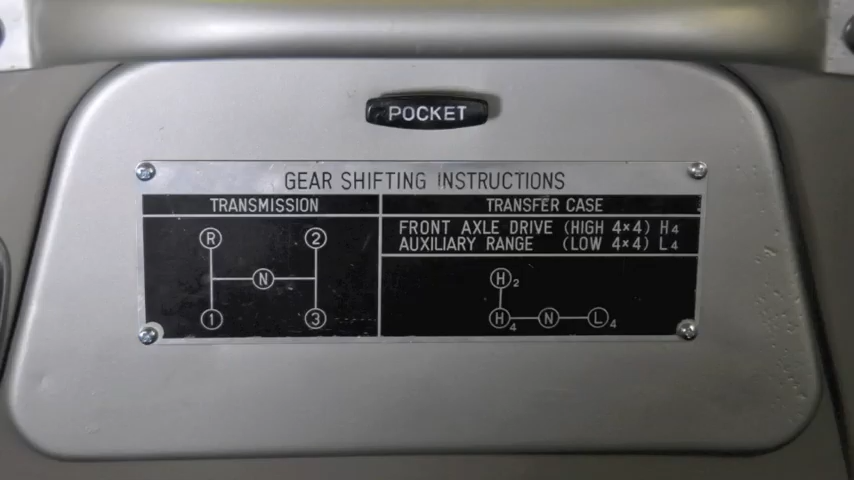 POCKET
GEAR SHIFTING INSTRUCTIONS
TRANSMISSION
TRANSFER CASE
FRONT AXLE DRIVE (HIGH 4×4) H4
AUXILIARY RANGE (LOW 4×4) L4
R 2
N
1 3
H2
H4 N L4